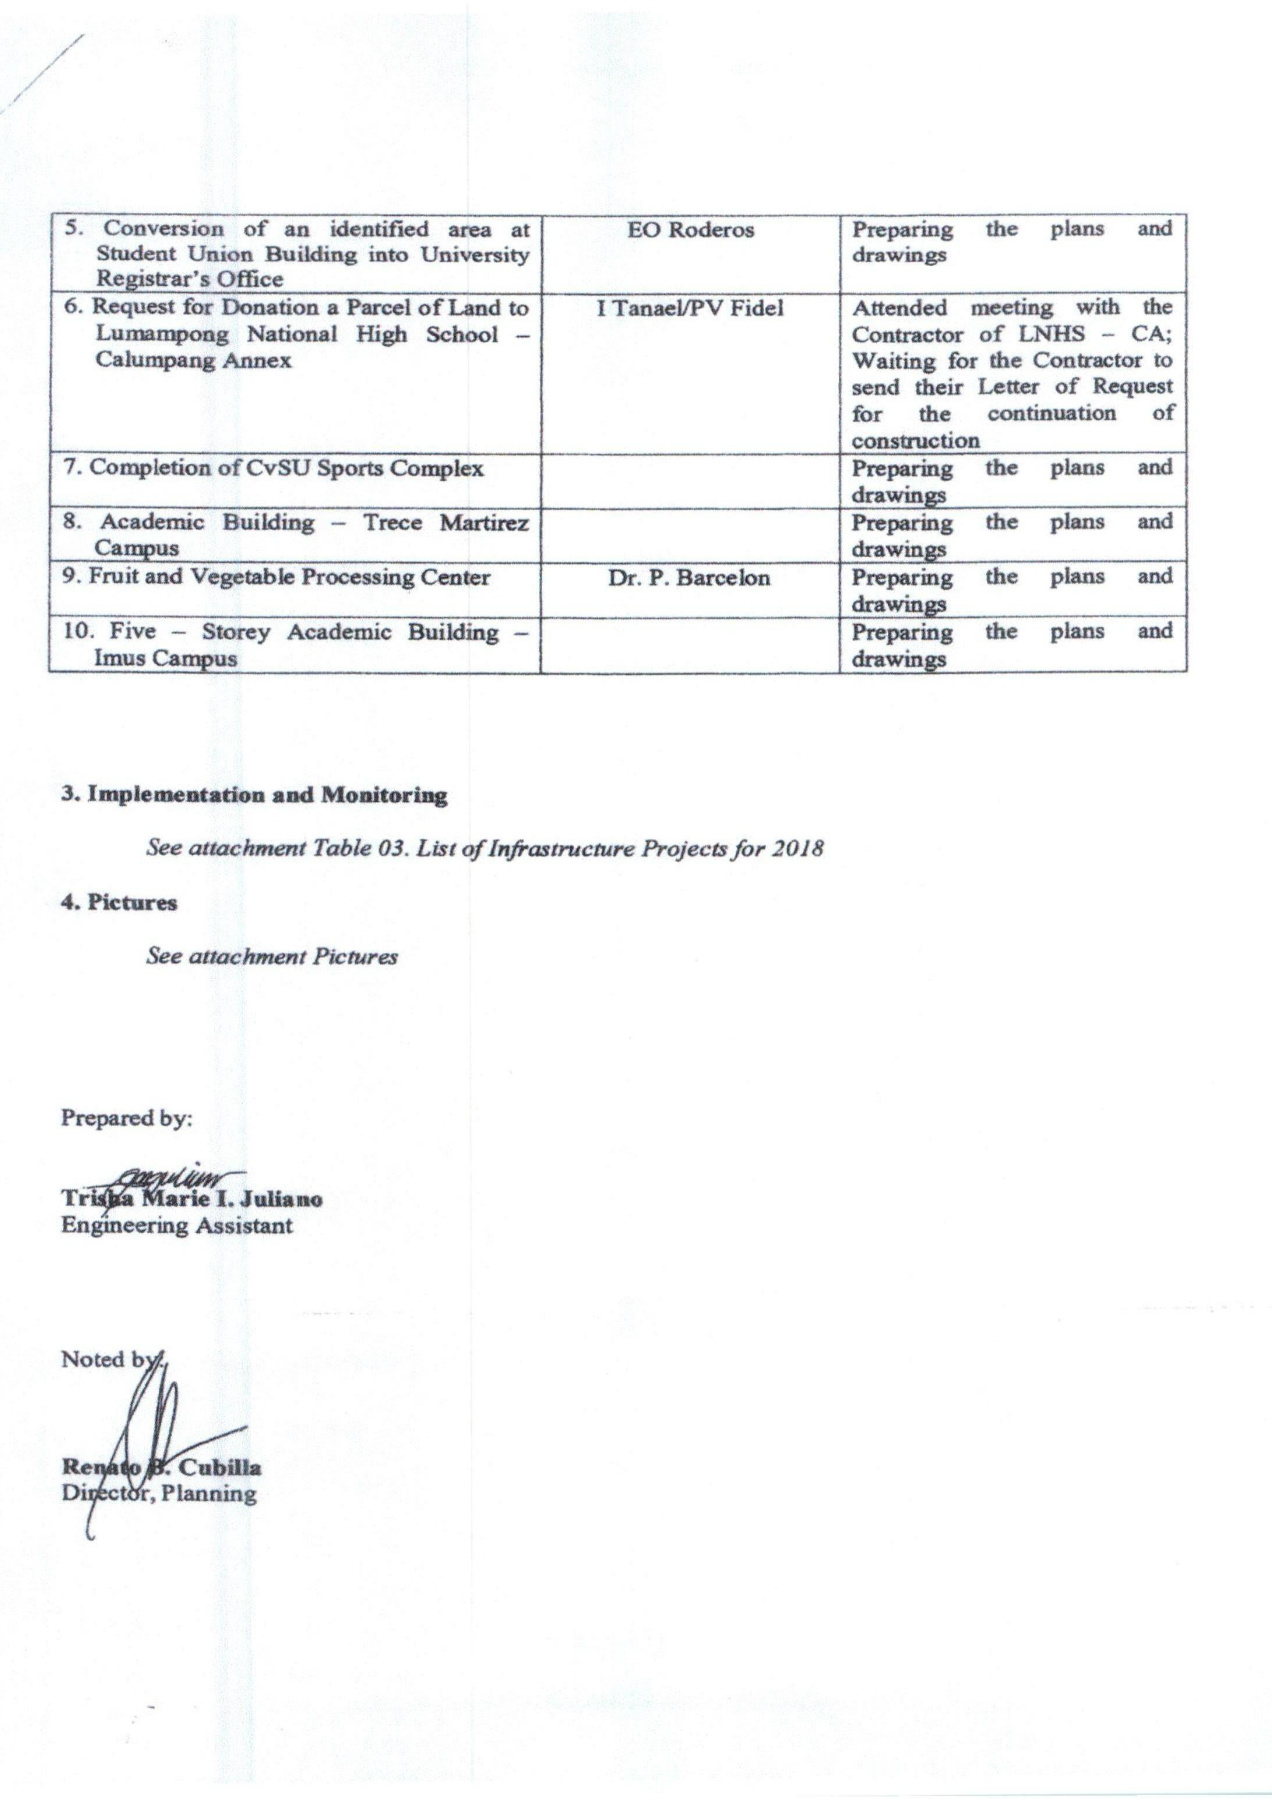 5. Conversion of an identified area at
Student Union Building into University
Registrar's Office
EO Roderos
Preparing the plans and
drawings
6. Request for Donation a Parcel of Land to
Lumampong National High School –
Calumpang Annex
I Tanael/PV Fidel
Attended meeting with the
Contractor of LNHS – CA;
Waiting for the Contractor to
send their Letter of Request
for the continuation of
construction
7. Completion of CvSU Sports Complex
Preparing the plans and
drawings
8. Academic Building – Trece Martirez
Campus
Preparing the plans and
drawings
9. Fruit and Vegetable Processing Center
Dr. P. Barcelon
Preparing the plans and
drawings
10. Five – Storey Academic Building –
Imus Campus
Preparing the plans and
drawings
3. Implementation and Monitoring
See attachment Table 03. List of Infrastructure Projects for 2018
4. Pictures
See attachment Pictures
Prepared by:
Trisha Marie I. Juliano
Engineering Assistant
Noted by:
Renato B. Cubilla
Director, Planning